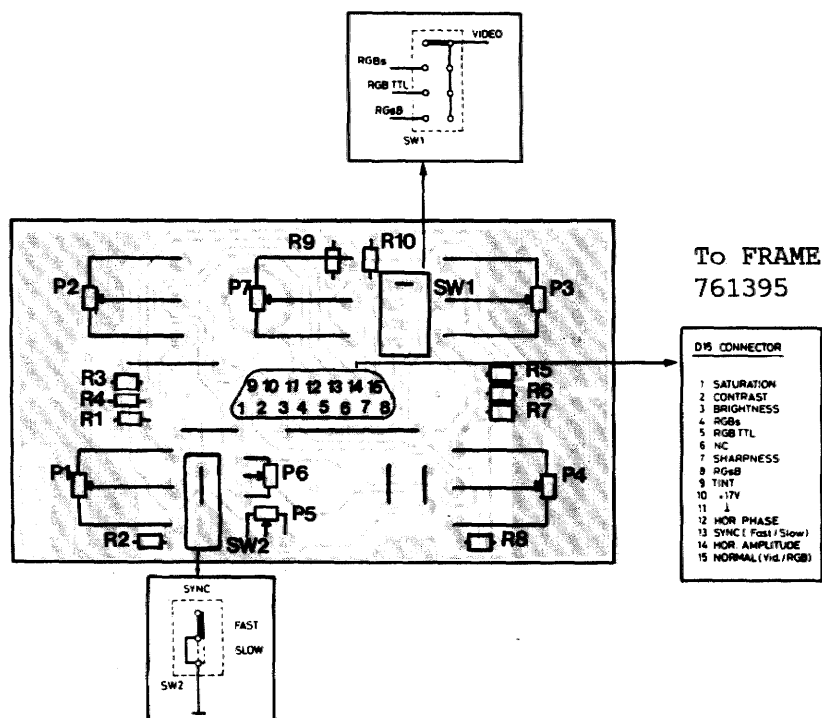 VIDEO
RGBs
RGB TTL
RGsB
SW1
R9
R10
P2
P7
SW1
P3
To FRAME
761395
R3
R4
R1
9 10 11 12 13 14 15
1 2 3 4 5 6 7 8
R5
R6
R7
D15 CONNECTOR
1 SATURATION
2 CONTRAST
3 BRIGHTNESS
4 RGBs
5 RGB TTL
6 NC
7 SHARPNESS
8 RGsB
9 TINT
10 +17V
11 ⊥
12 HOR PHASE
13 SYNC ( Fast / Slow)
14 HOR. AMPLITUDE
15 NORMAL (Vid./RGB)
P1
P6
P5
P4
R2
SW2
R8
SYNC
FAST
SLOW
SW2